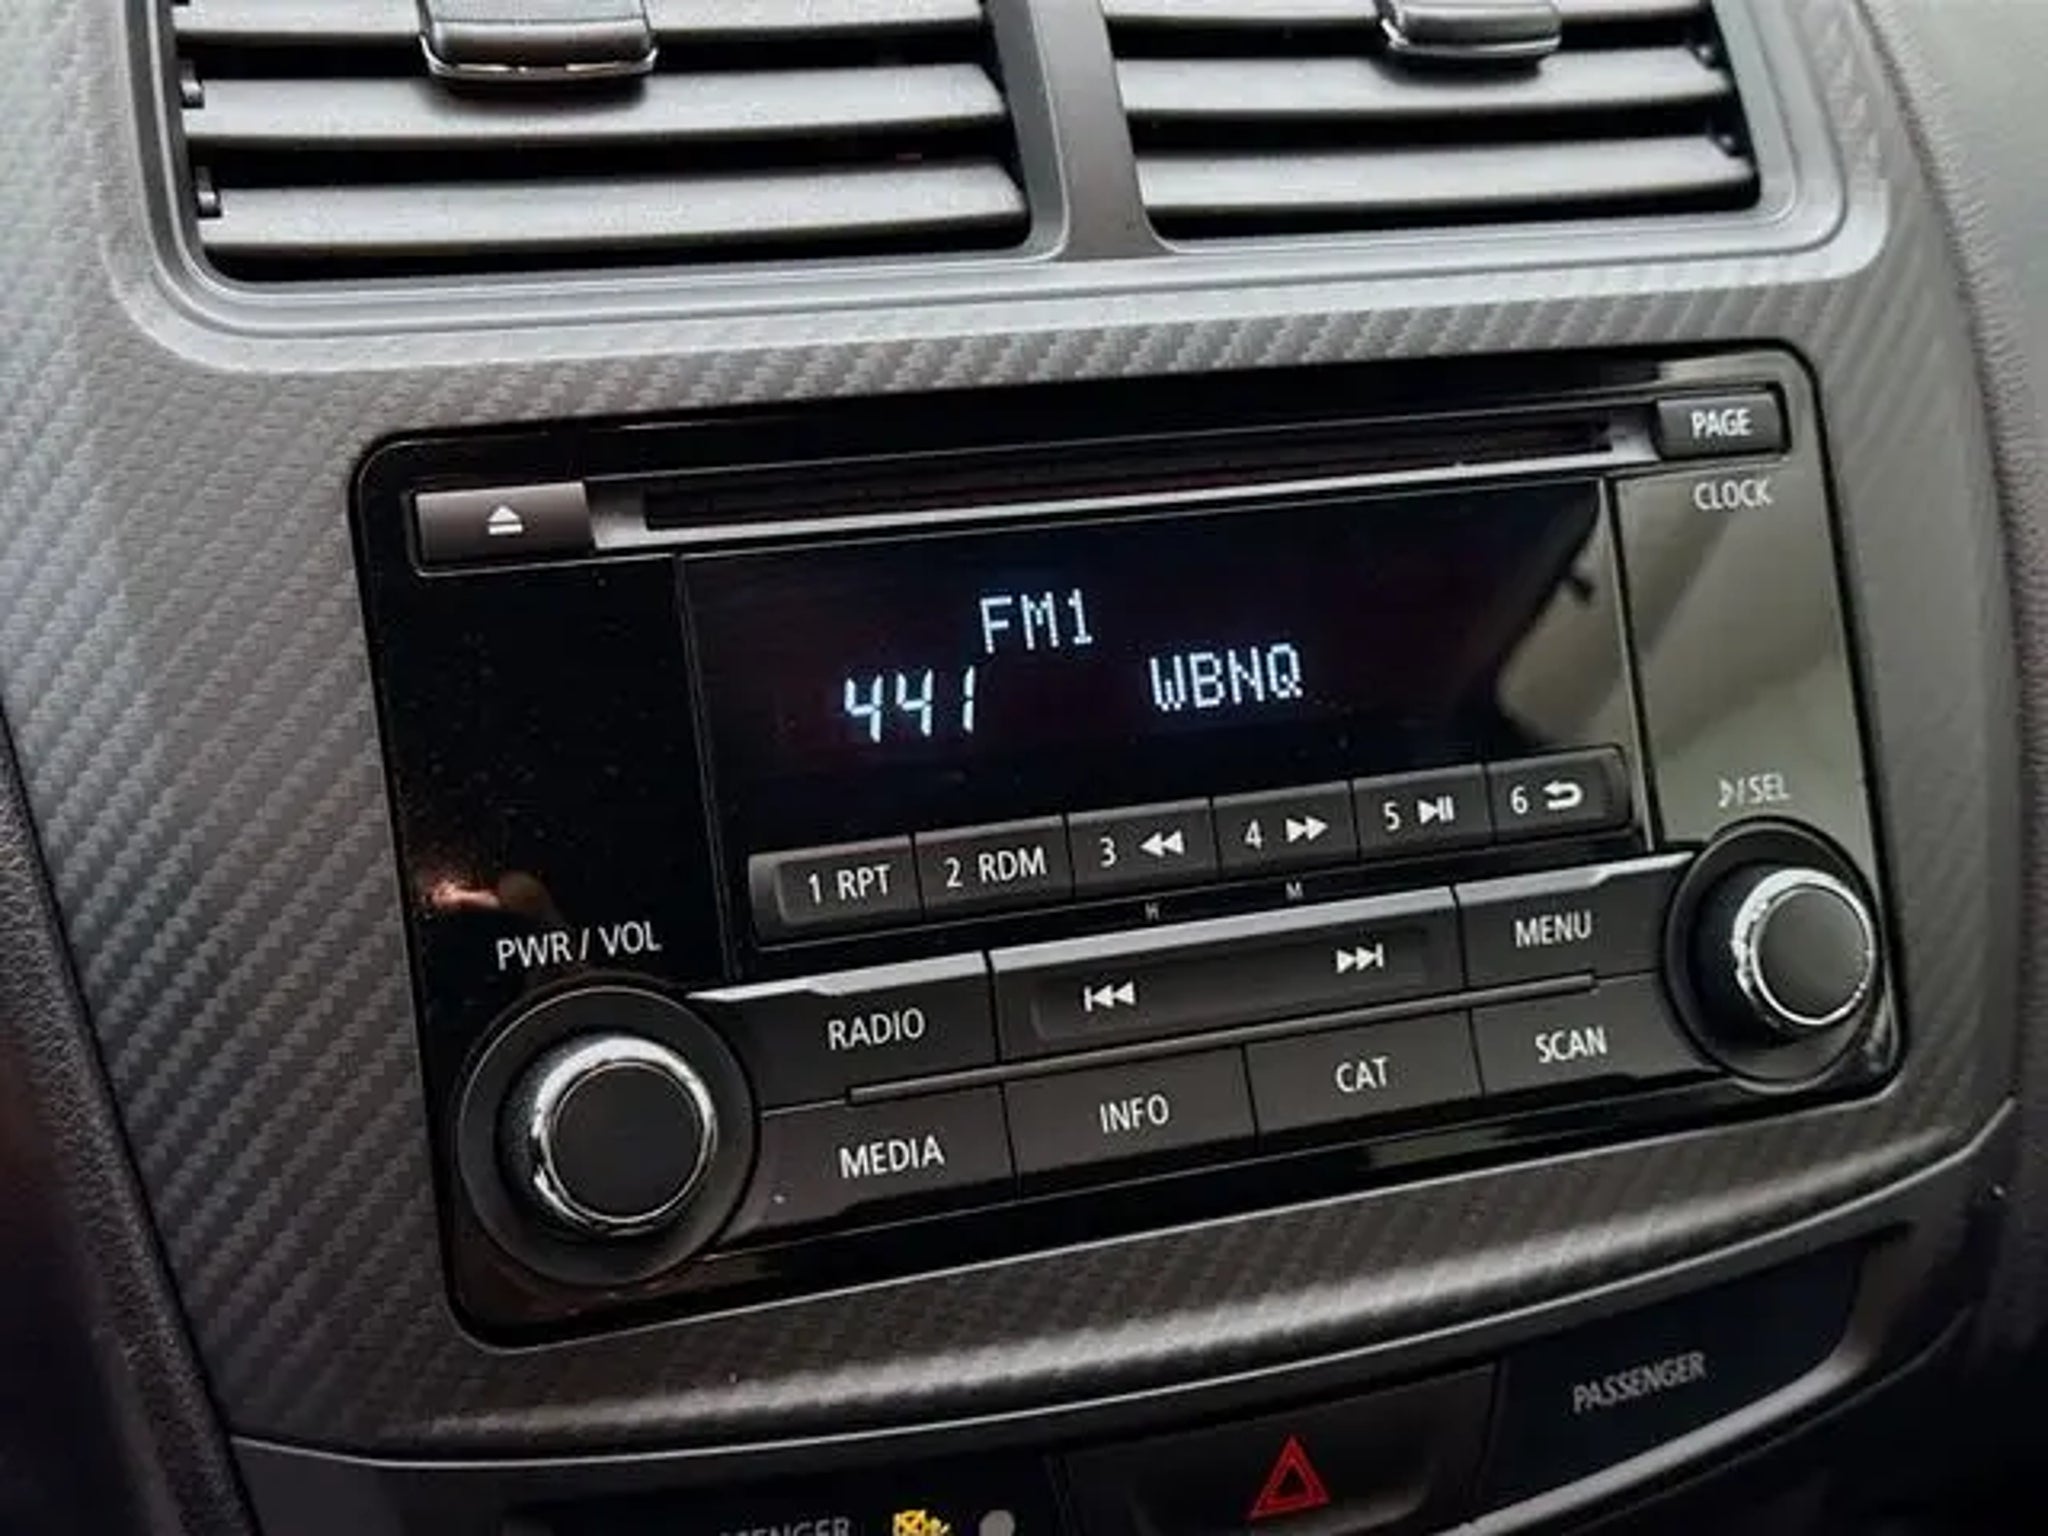 PAGE
CLOCK
FM1
441 WBNQ
1 RPT 2 RDM 3 4 5 6
H M
/SEL
PWR / VOL
RADIO MENU
MEDIA INFO CAT SCAN
PASSENGER